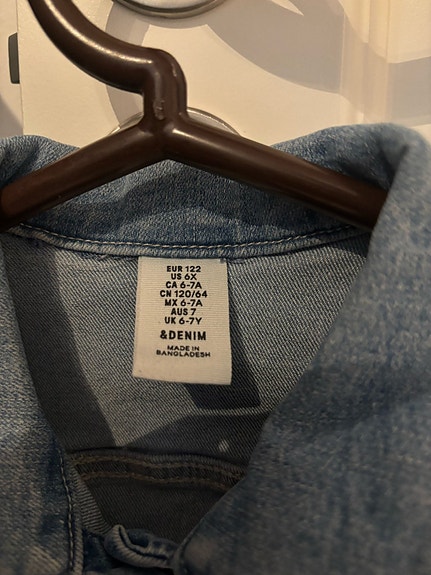 EUR 122
US 6X
CA 6-7A
CN 120/64
MX 6-7A
AUS 7
UK 6-7Y
&DENIM
MADE IN
BANGLADESH